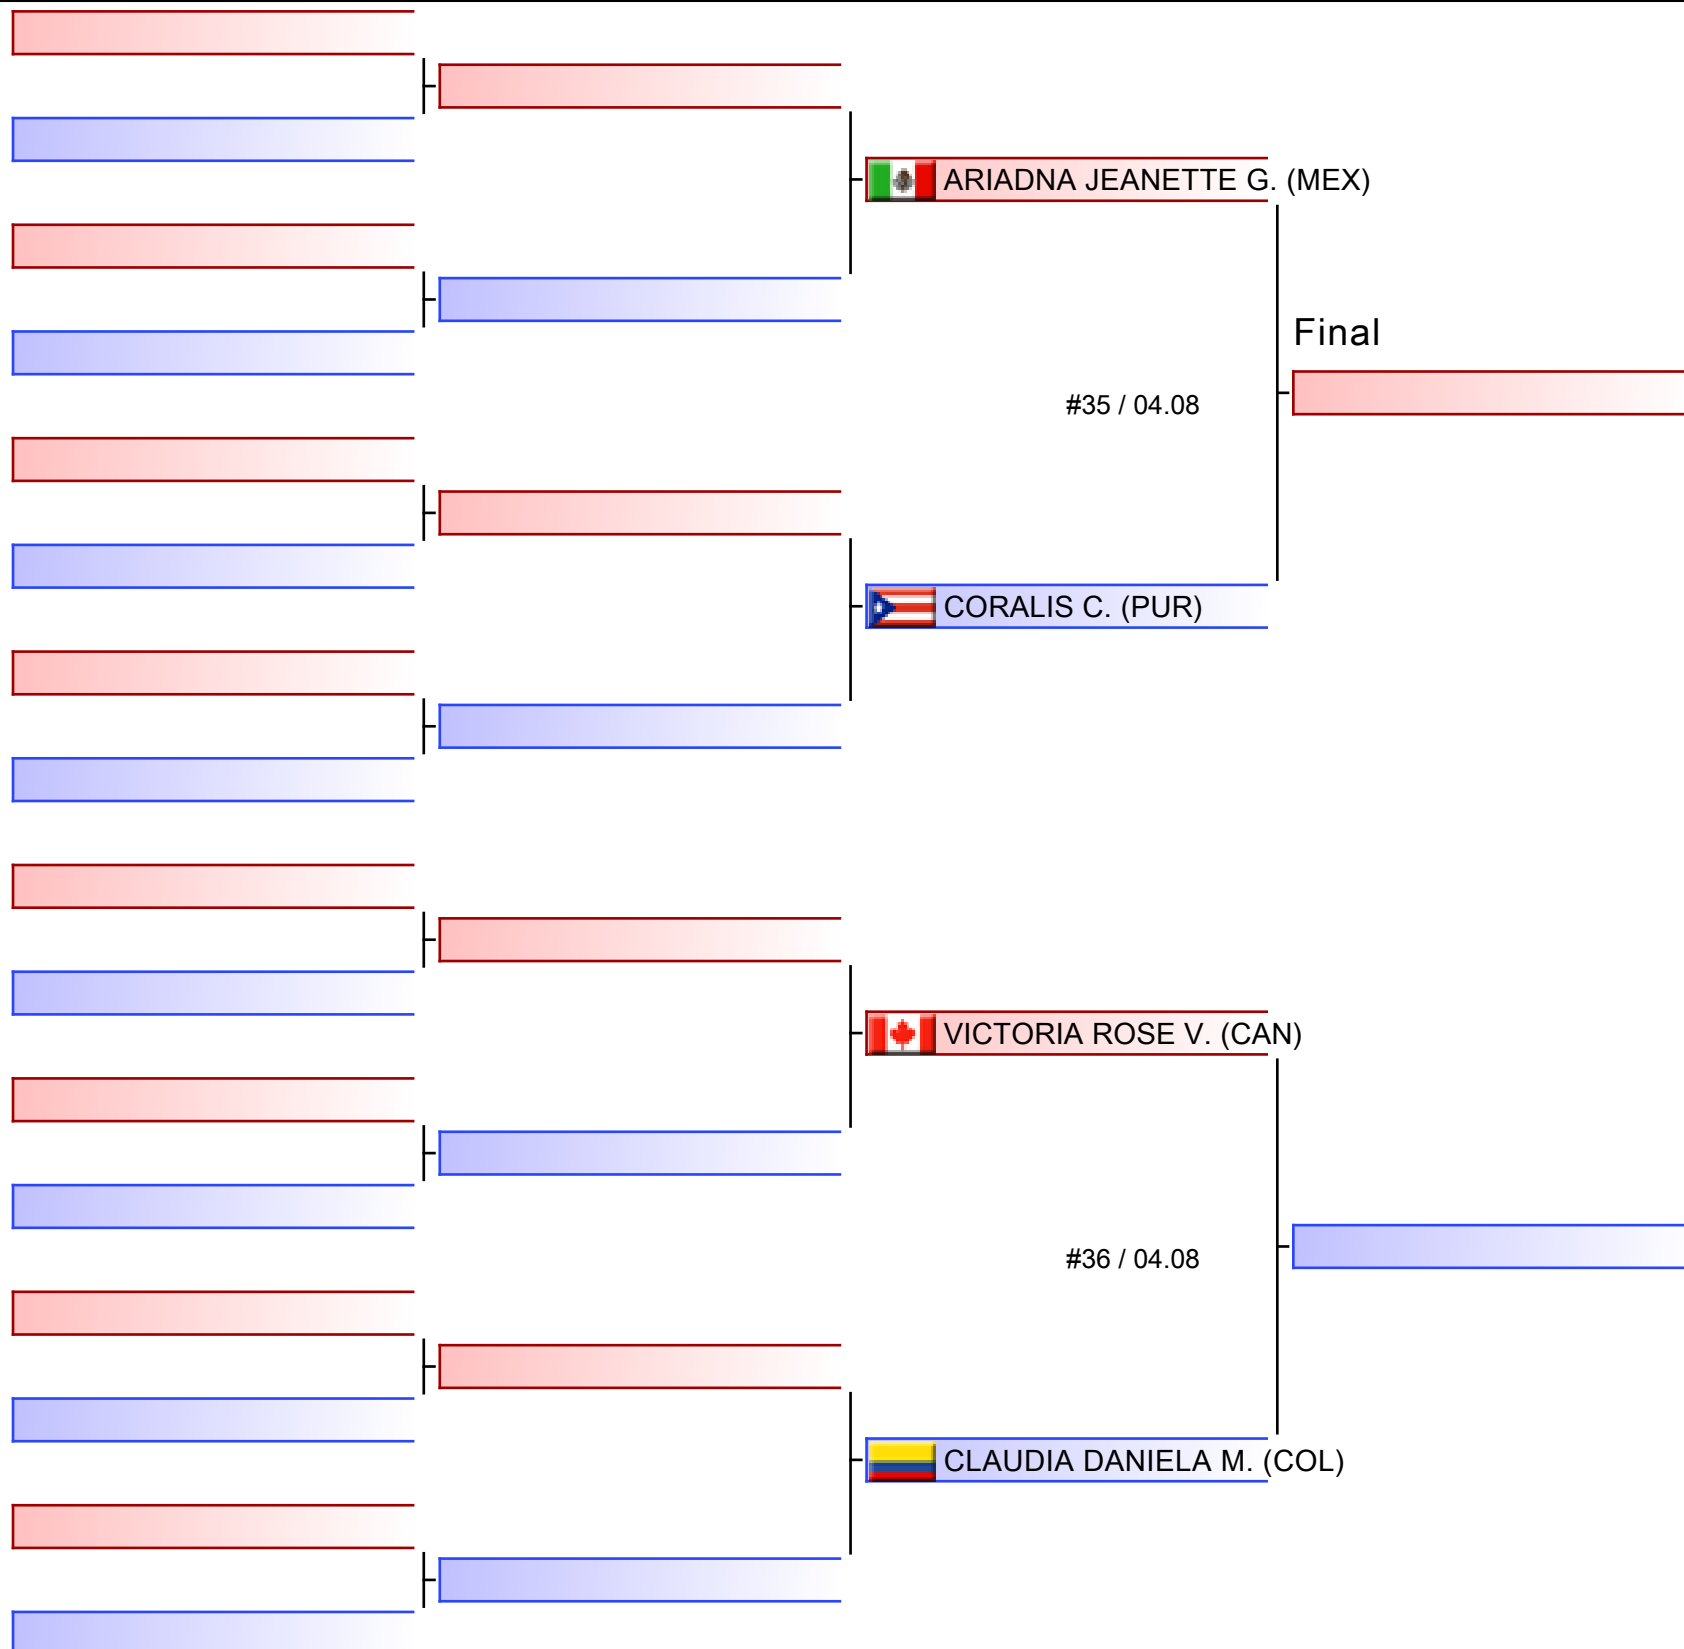 ARIADNA JEANETTE G. (MEX)
Final
#35 / 04.08
CORALIS C. (PUR)
VICTORIA ROSE V. (CAN)
#36 / 04.08
CLAUDIA DANIELA M. (COL)